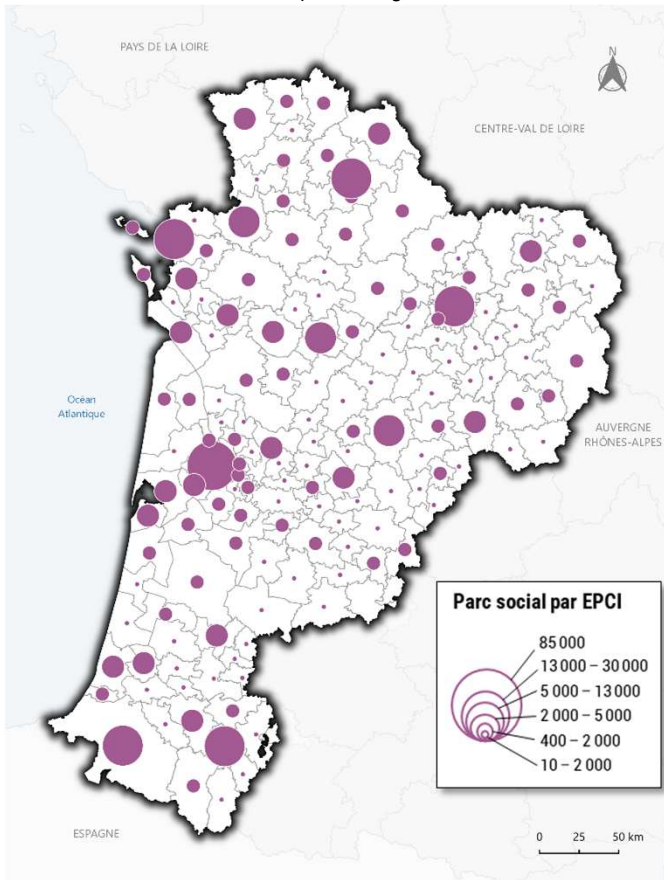 PAYS DE LA LOIRE
N
CENTRE-VAL DE LOIRE
Océan
Atlantique
AUVERGNE
RHÔNES-ALPES
Parc social par EPCI
85 000
13 000 – 30 000
5 000 – 13 000
2 000 – 5 000
400 – 2 000
10 – 2 000
ESPAGNE
0 25 50 km